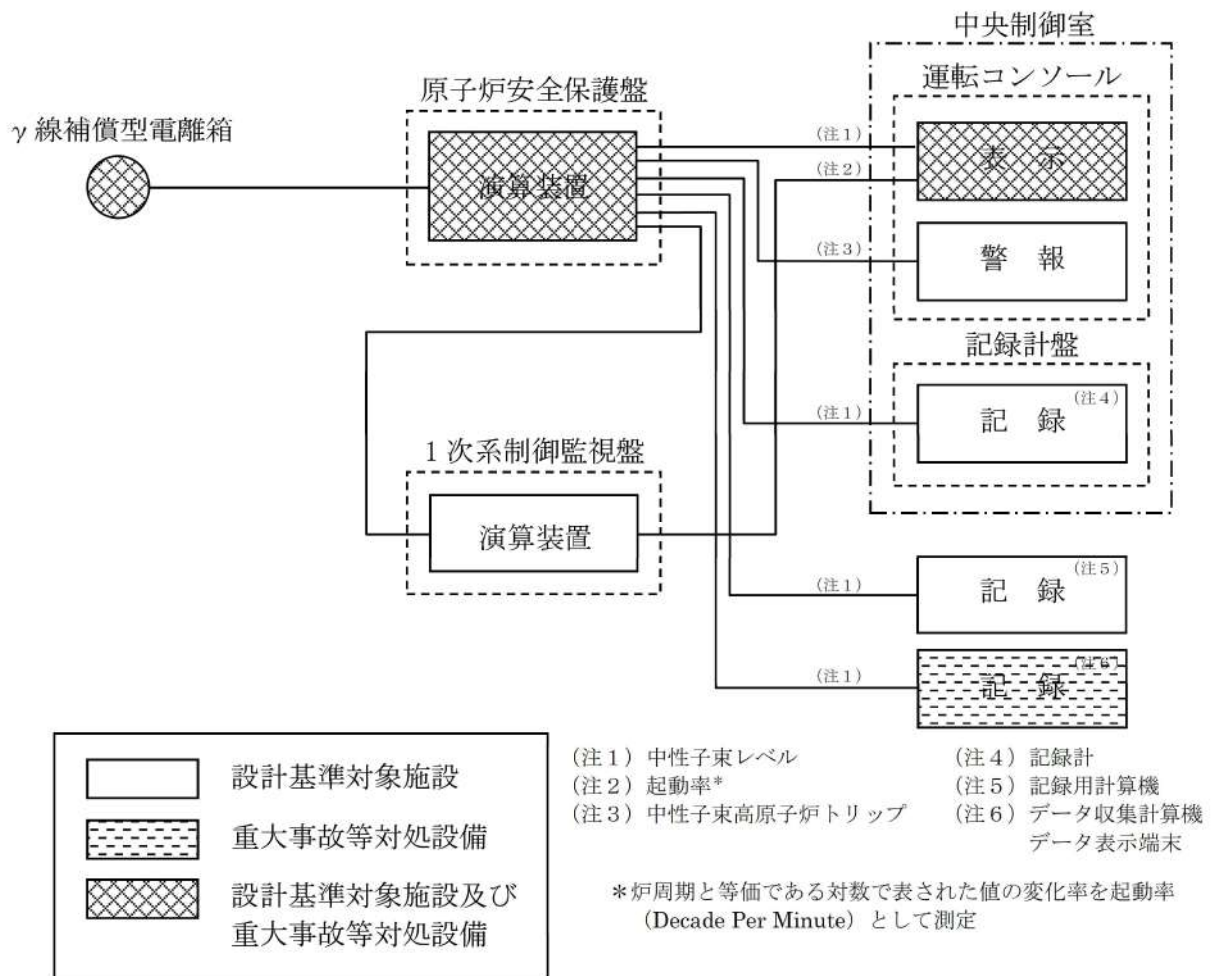 中央制御室
運転コンソール
原子炉安全保護盤
γ線補償型電離箱
(注1)
表 示
(注2)
演算装置
(注3)
警 報
記録計盤
(注4)
(注1)
記 録
1次系制御監視盤
演算装置
(注5)
(注1)
記 録
(注6)
(注1)
記 録
設計基準対象施設
重大事故等対処設備
設計基準対象施設及び
重大事故等対処設備
(注1)中性子束レベル
(注2)起動率*
(注3)中性子束高原子炉トリップ
(注4)記録計
(注5)記録用計算機
(注6)データ収集計算機
データ表示端末
*炉周期と等価である対数で表された値の変化率を起動率
(Decade Per Minute)として測定